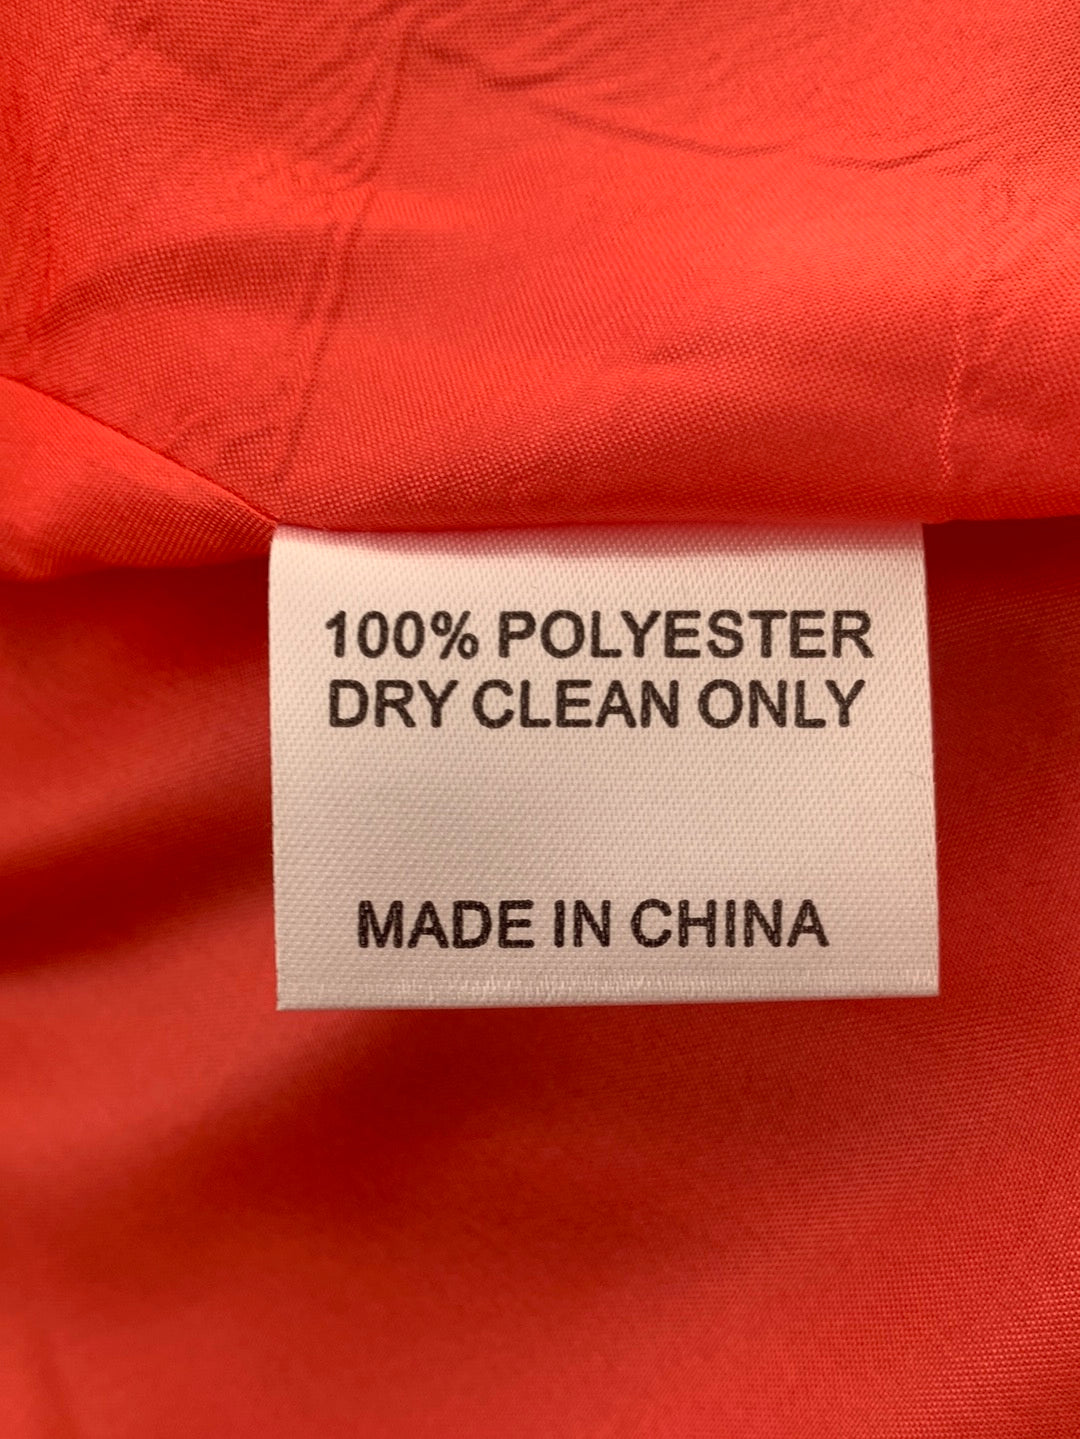 100% POLYESTER
DRY CLEAN ONLY
MADE IN CHINA